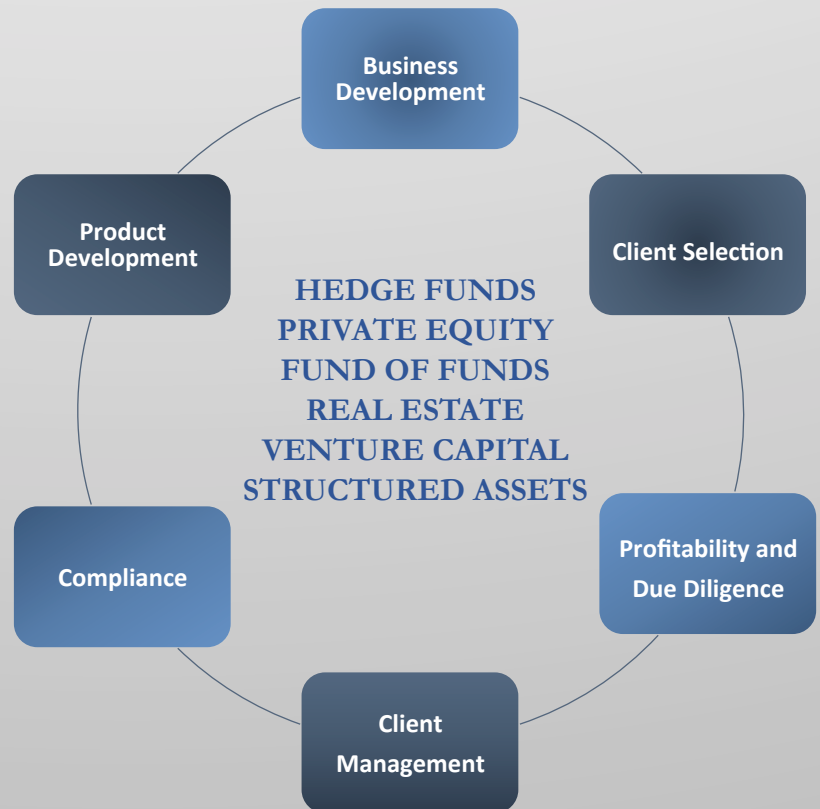 Business
Development
Product
Development
Client Selection
HEDGE FUNDS
PRIVATE EQUITY
FUND OF FUNDS
REAL ESTATE
VENTURE CAPITAL
STRUCTURED ASSETS
Compliance
Profitability and
Due Diligence
Client
Management